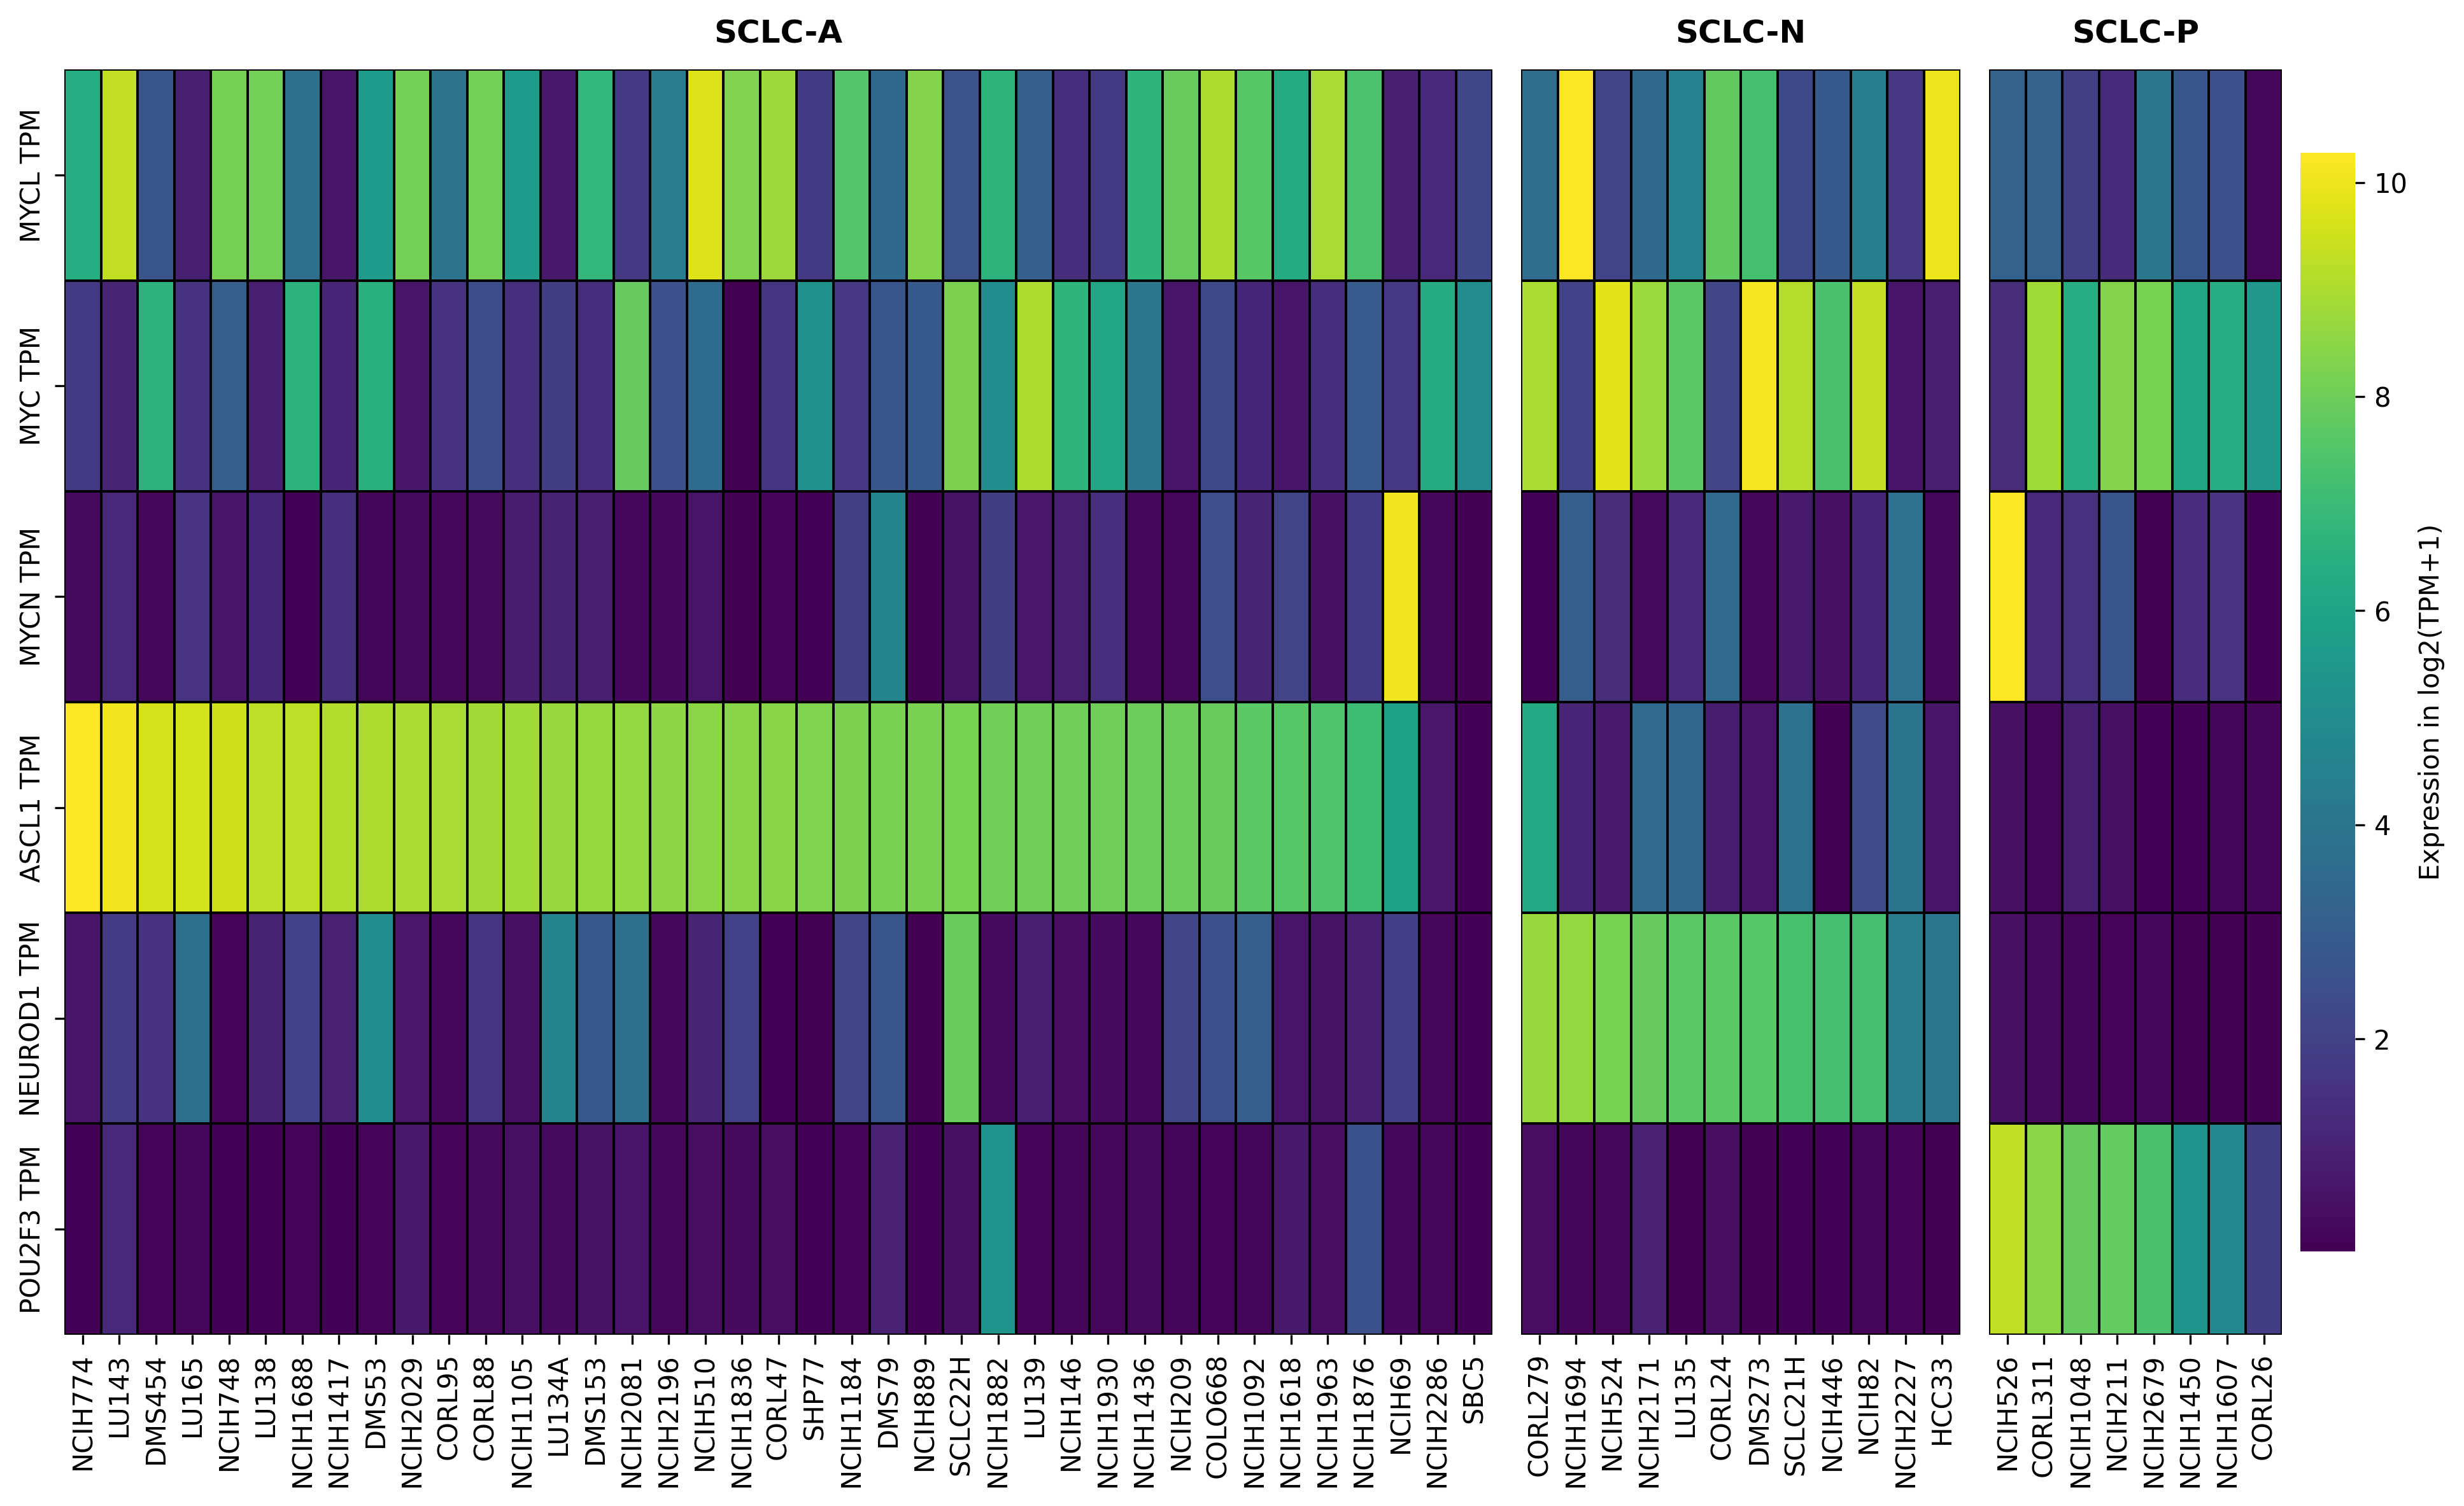 SCLC-A
SCLC-N
SCLC-P
MYCL TPM
MYC TPM
MYCN TPM
ASCL1 TPM
NEUROD1 TPM
POU2F3 TPM
NCIH774
LU143
DMS454
LU165
NCIH748
LU138
NCIH1688
NCIH1417
DMS53
NCIH2029
CORL95
CORL88
NCIH1105
LU134A
DMS153
NCIH2081
NCIH2196
NCIH510
NCIH1836
CORL47
SHP77
NCIH1184
DMS79
NCIH889
SCLC22H
NCIH1882
LU139
NCIH146
NCIH1930
NCIH1436
NCIH209
COLO668
NCIH1092
NCIH1618
NCIH1963
NCIH1876
NCIH69
NCIH2286
SBC5
CORL279
NCIH1694
NCIH524
NCIH2171
LU135
CORL24
DMS273
SCLC21H
NCIH446
NCIH82
NCIH2227
HCC33
NCIH526
CORL311
NCIH1048
NCIH211
NCIH2679
NCIH1450
NCIH1607
CORL26
10
8
6
4
2
Expression in log2(TPM+1)